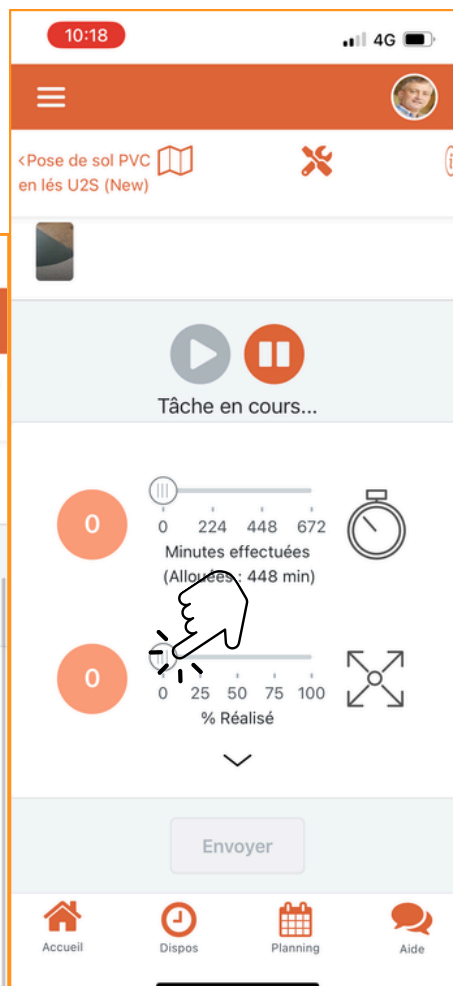 10:18
4G
<Pose de sol PVC
en lés U2S (New)
Tâche en cours...
0
0 224 448 672
Minutes effectuées
(Allouées : 448 min)
0
0 25 50 75 100
% Réalisé
Envoyer
Accueil Dispos Planning Aide